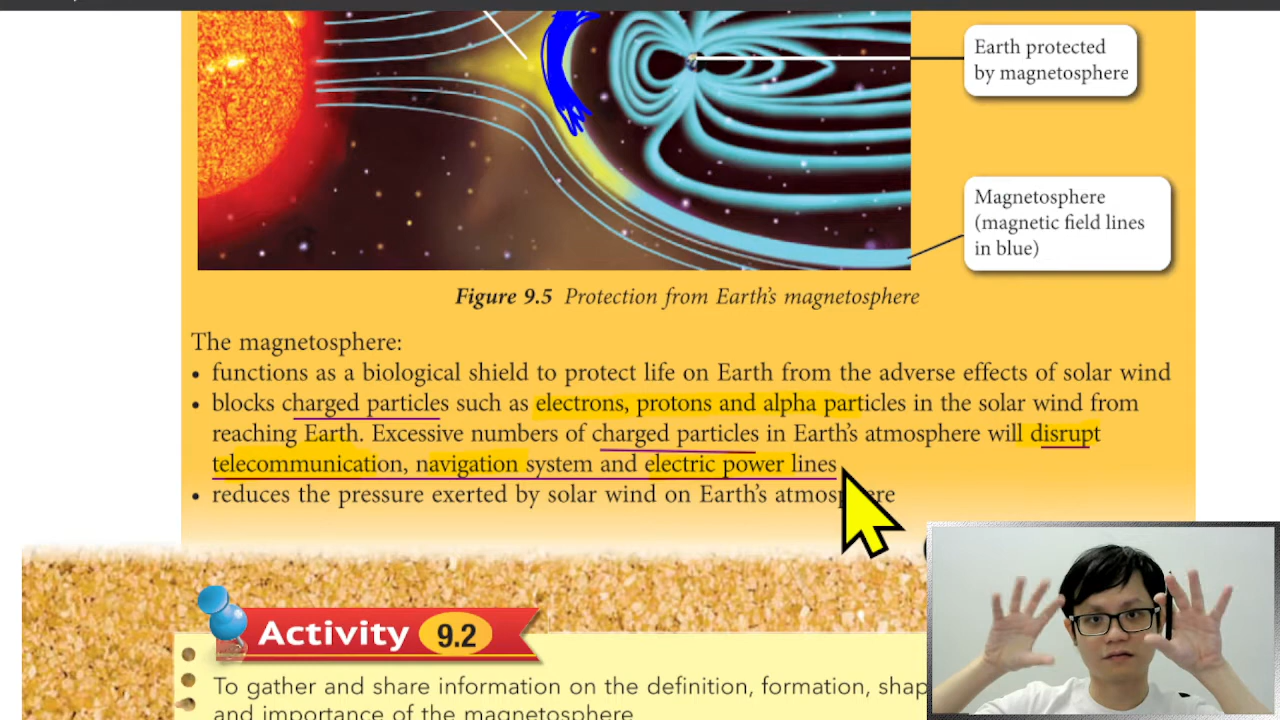 Earth protected
by magnetosphere
Magnetosphere
(magnetic field lines
in blue)
Figure 9.5 Protection from Earth's magnetosphere
The magnetosphere:
• functions as a biological shield to protect life on Earth from the adverse effects of solar wind
• blocks charged particles such as electrons, protons and alpha particles in the solar wind from
reaching Earth. Excessive numbers of charged particles in Earth's atmosphere will disrupt
telecommunication, navigation system and electric power lines
• reduces the pressure exerted by solar wind on Earth's atmosphere
Activity 9.2
To gather and share information on the definition, formation, shap
and importance of the magnetosphere